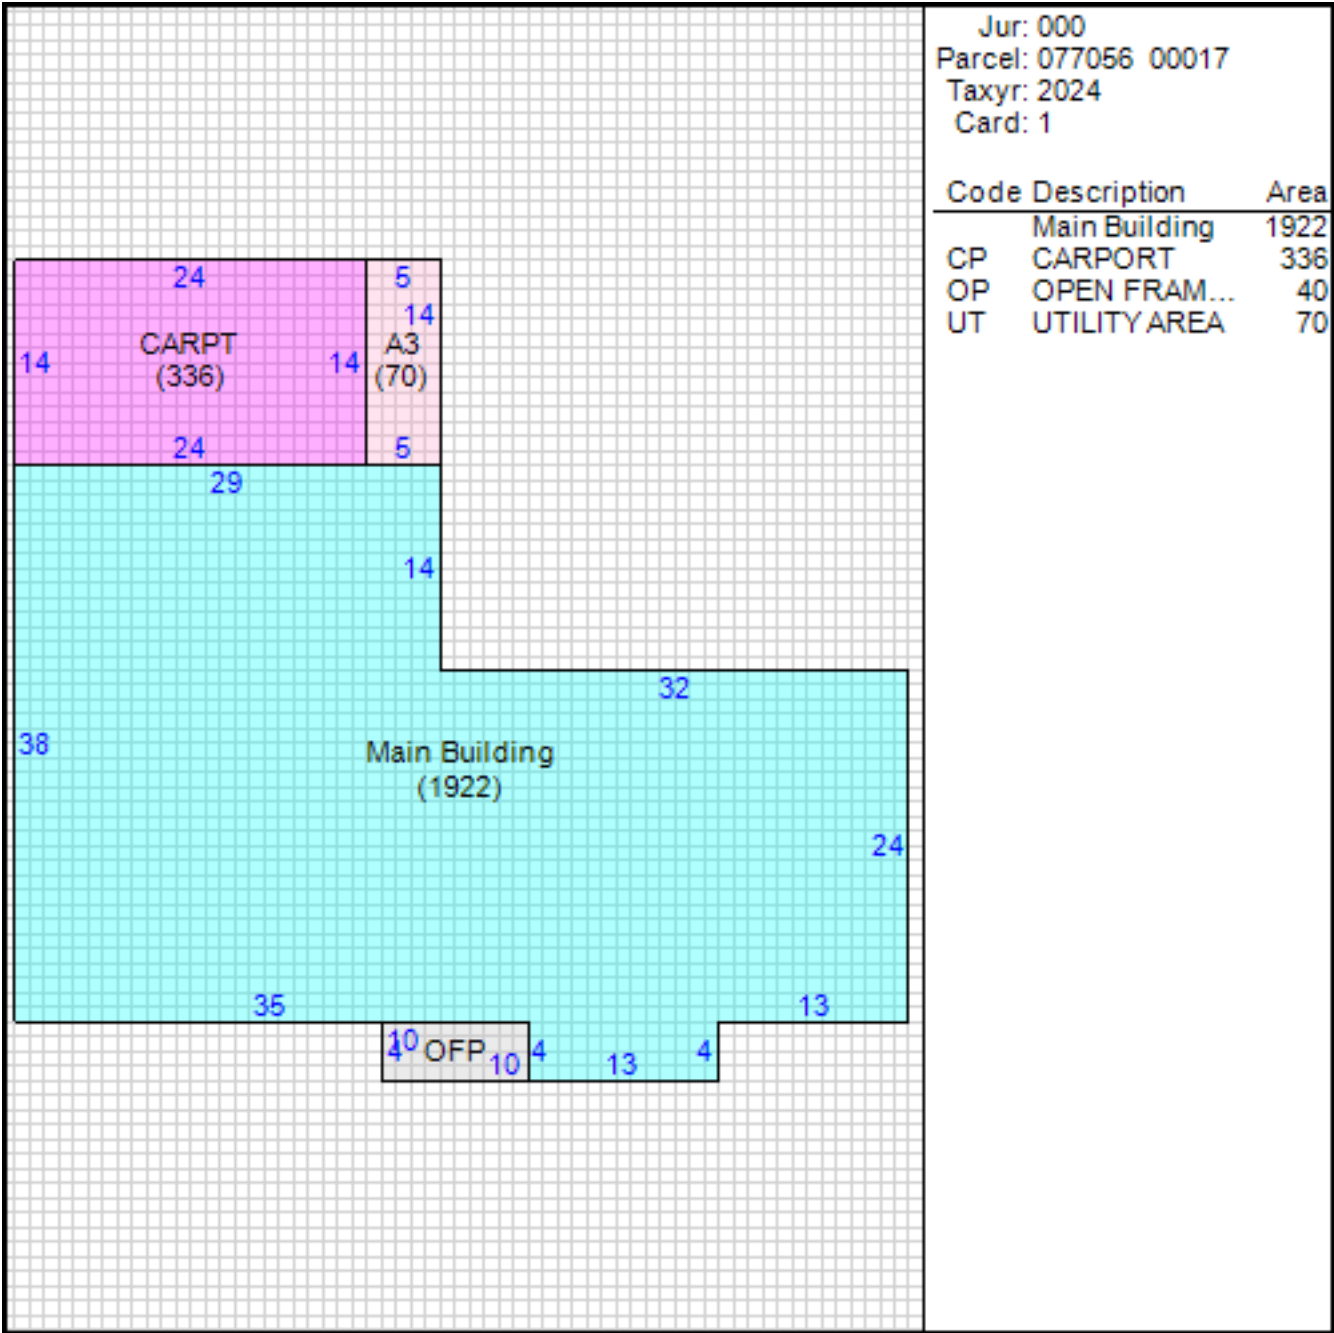 Jur: 000
Parcel: 077056 00017
Taxyr: 2024
Card: 1
Code Description Area
Main Building 1922
CP CARPORT 336
OP OPEN FRAM... 40
UT UTILITY AREA 70
24
5
14
CARPT
(336)
14
14
A3
(70)
24
5
29
14
32
38
Main Building
(1922)
24
35
13
10
4
OFP
10
4
13
4